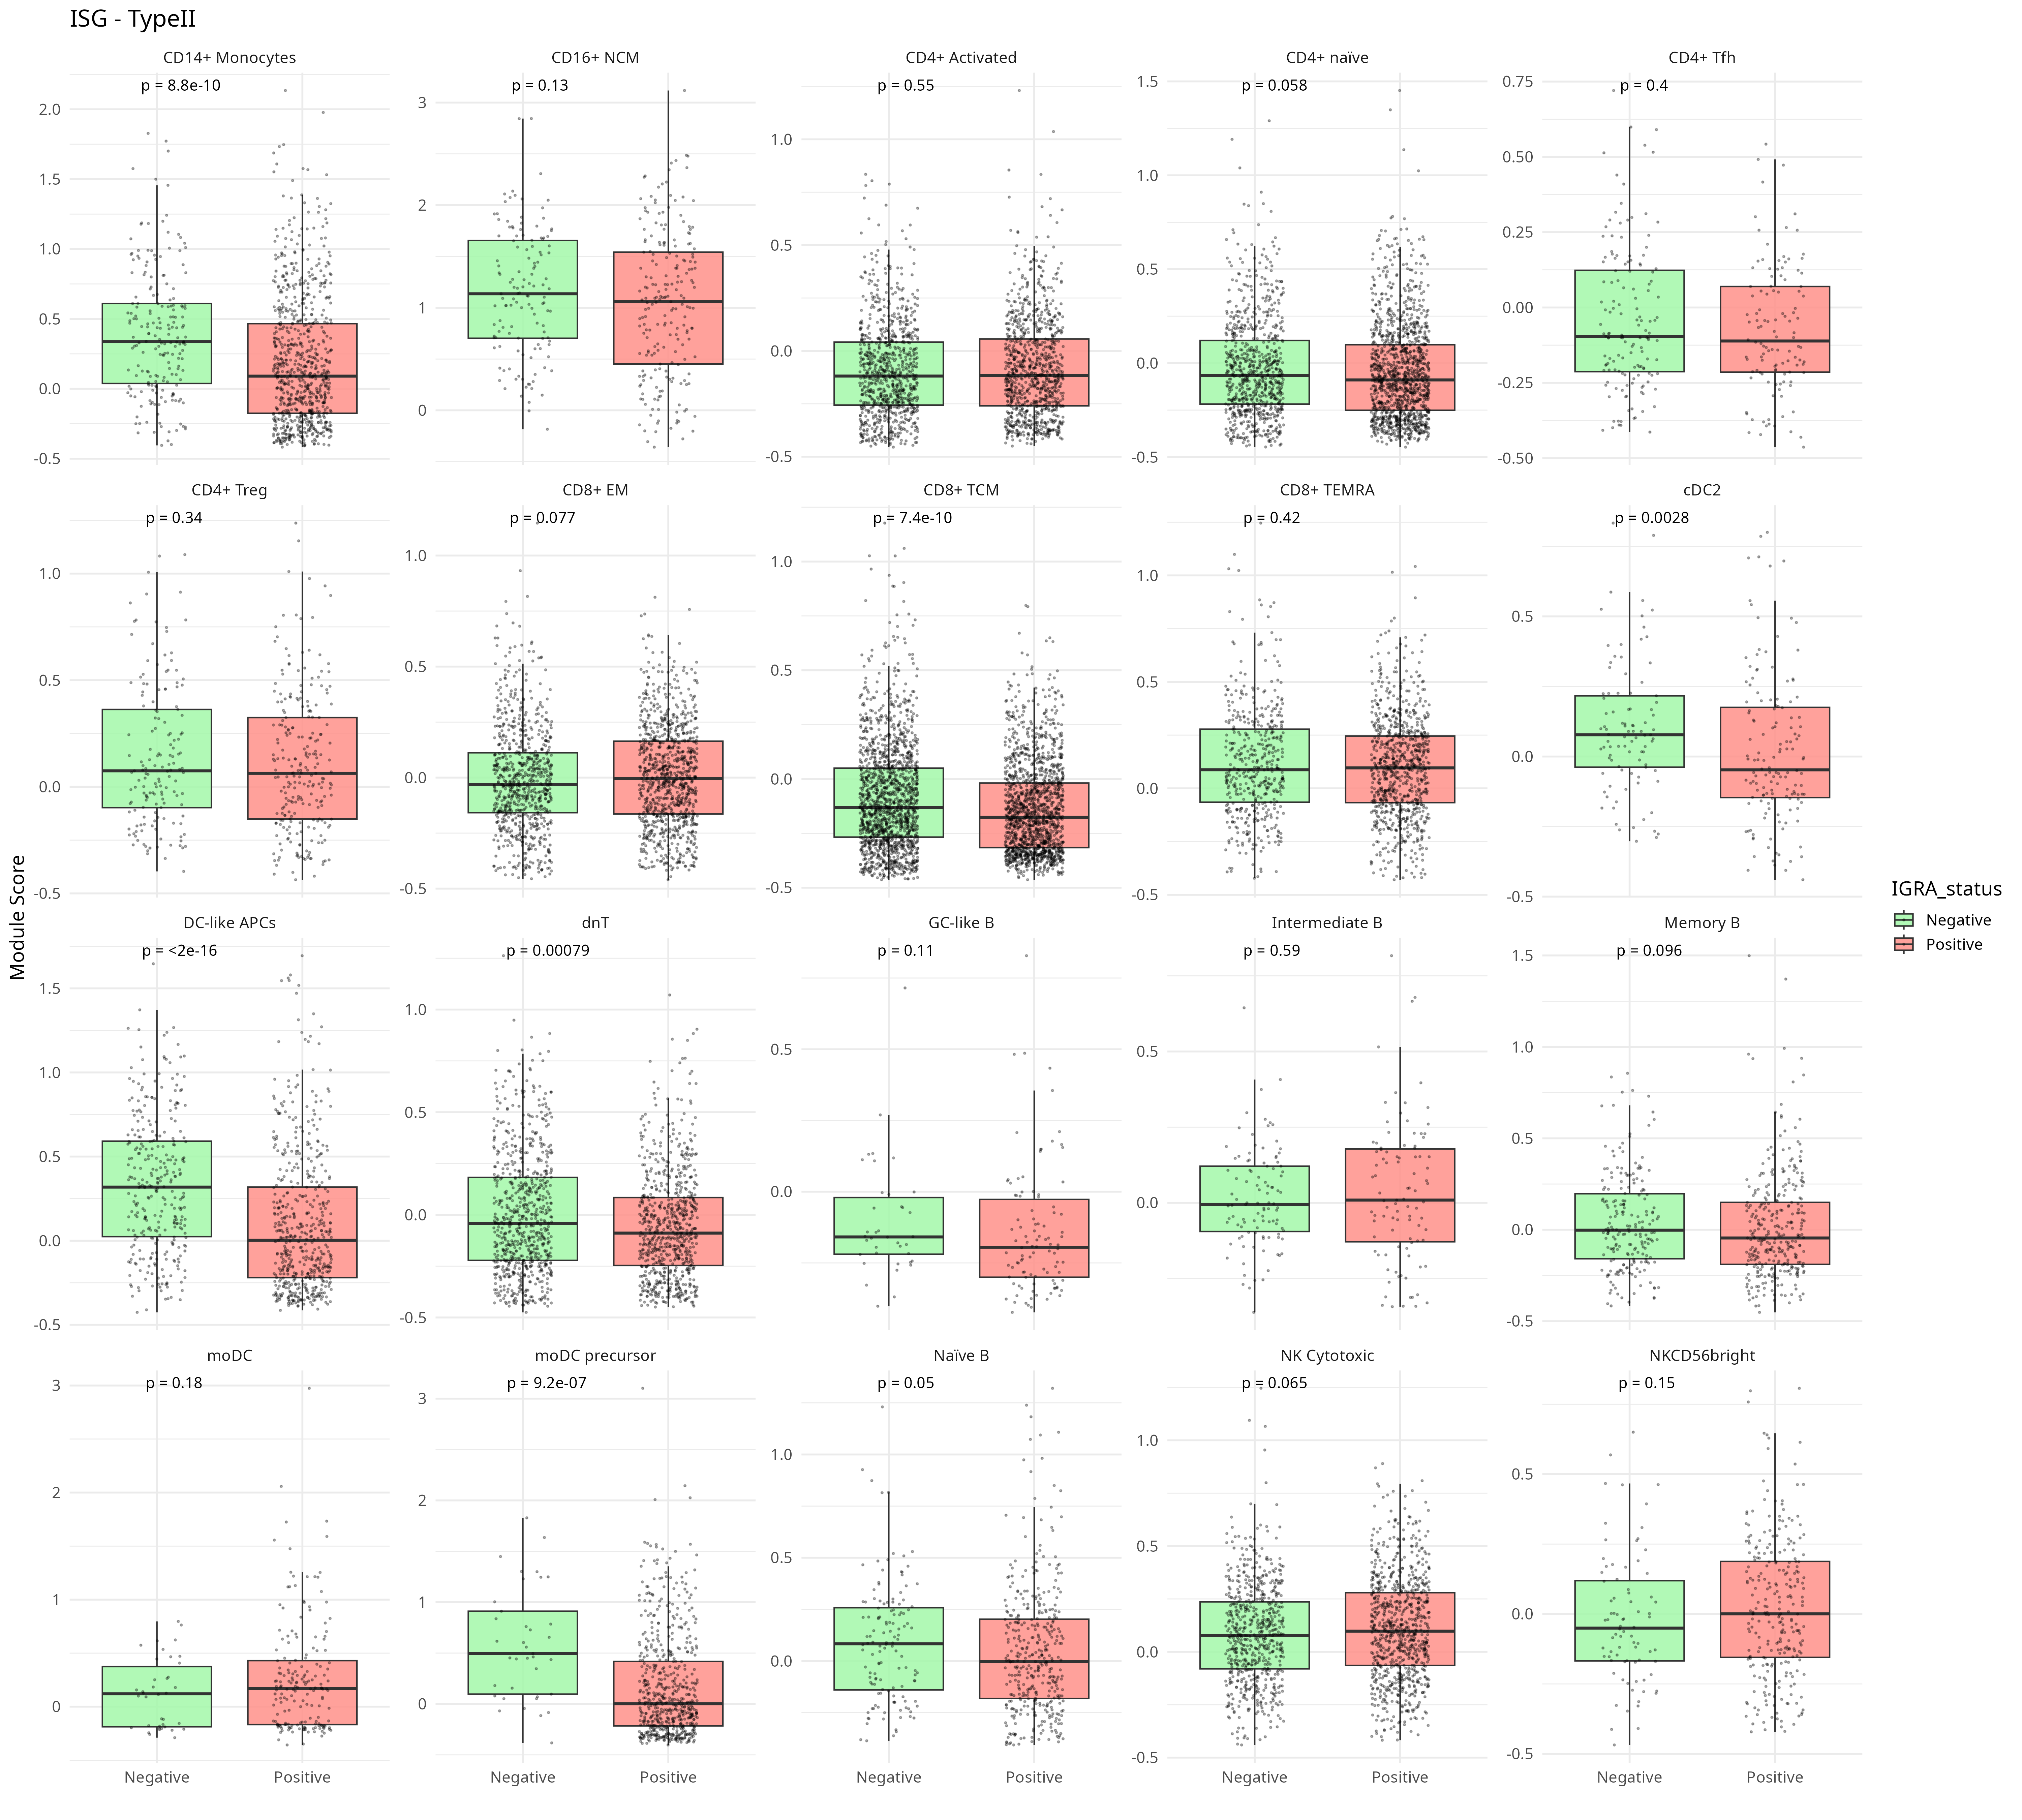 ISG - TypeII
CD14+ Monocytes
p = 8.8e-10
2.0
1.5
1.0
0.5
0.0
-0.5
CD16+ NCM
p = 0.13
3
2
1
0
CD4+ Activated
p = 0.55
1.0
0.5
0.0
-0.5
CD4+ naïve
p = 0.058
1.5
1.0
0.5
0.0
-0.5
CD4+ Tfh
p = 0.4
0.75
0.50
0.25
0.00
-0.25
-0.50
CD4+ Treg
p = 0.34
1.0
0.5
0.0
-0.5
CD8+ EM
p = 0.077
1.0
0.5
0.0
-0.5
CD8+ TCM
p = 7.4e-10
1.0
0.5
0.0
-0.5
CD8+ TEMRA
p = 0.42
1.0
0.5
0.0
-0.5
cDC2
p = 0.0028
0.5
0.0
-0.5
DC-like APCs
p = <2e-16
1.5
1.0
0.5
0.0
-0.5
dnT
p = 0.00079
1.0
0.5
0.0
-0.5
GC-like B
p = 0.11
0.5
0.0
Intermediate B
p = 0.59
0.5
0.0
Memory B
p = 0.096
1.5
1.0
0.5
0.0
-0.5
moDC
p = 0.18
3
2
1
0
Negative
Positive
moDC precursor
p = 9.2e-07
3
2
1
0
Negative
Positive
Naïve B
p = 0.05
1.0
0.5
0.0
Negative
Positive
NK Cytotoxic
p = 0.065
1.0
0.5
0.0
-0.5
Negative
Positive
NKCD56bright
p = 0.15
0.5
0.0
-0.5
Negative
Positive
Module Score
IGRA_status
Negative
Positive